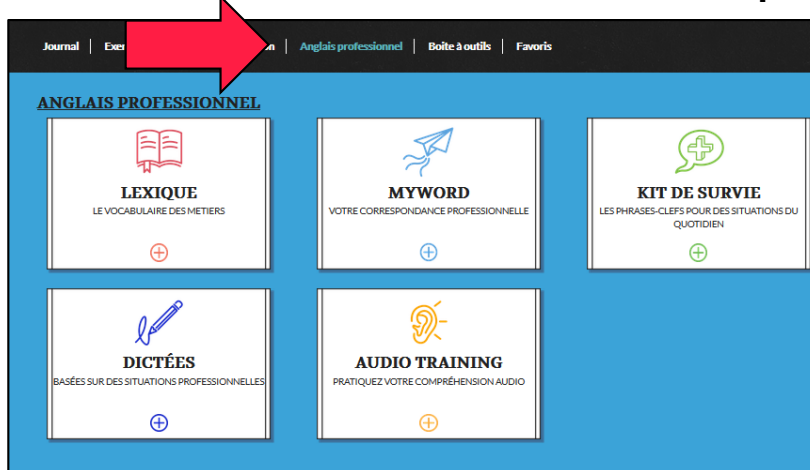 Journal
Anglais professionnel
Boite à outils
Favoris
ANGLAIS PROFESSIONNEL
LEXIQUE
LE VOCABULAIRE DES METIERS
MYWORD
VOTRE CORRESPONDANCE PROFESSIONNELLE
KIT DE SURVIE
LES PHRASES-CLEFS POUR DES SITUATIONS DU
QUOTIDIEN
DICTÉES
BASÉES SUR DES SITUATIONS PROFESSIONNELLES
AUDIO TRAINING
PRATIQUEZ VOTRE COMPRÉHENSION AUDIO